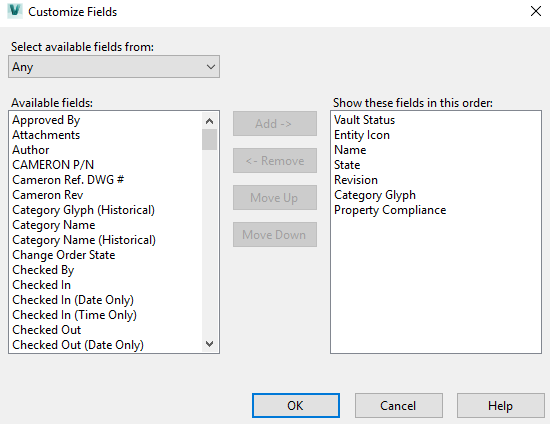 Customize Fields
Select available fields from:
Any
Available fields:
Approved By
Attachments
Author
CAMERON P/N
Cameron Ref. DWG #
Cameron Rev
Category Glyph (Historical)
Category Name
Category Name (Historical)
Change Order State
Checked By
Checked In
Checked In (Date Only)
Checked In (Time Only)
Checked Out
Checked Out (Date Only)
Add ->
<- Remove
Move Up
Move Down
Show these fields in this order:
Vault Status
Entity Icon
Name
State
Revision
Category Glyph
Property Compliance
OK
Cancel
Help